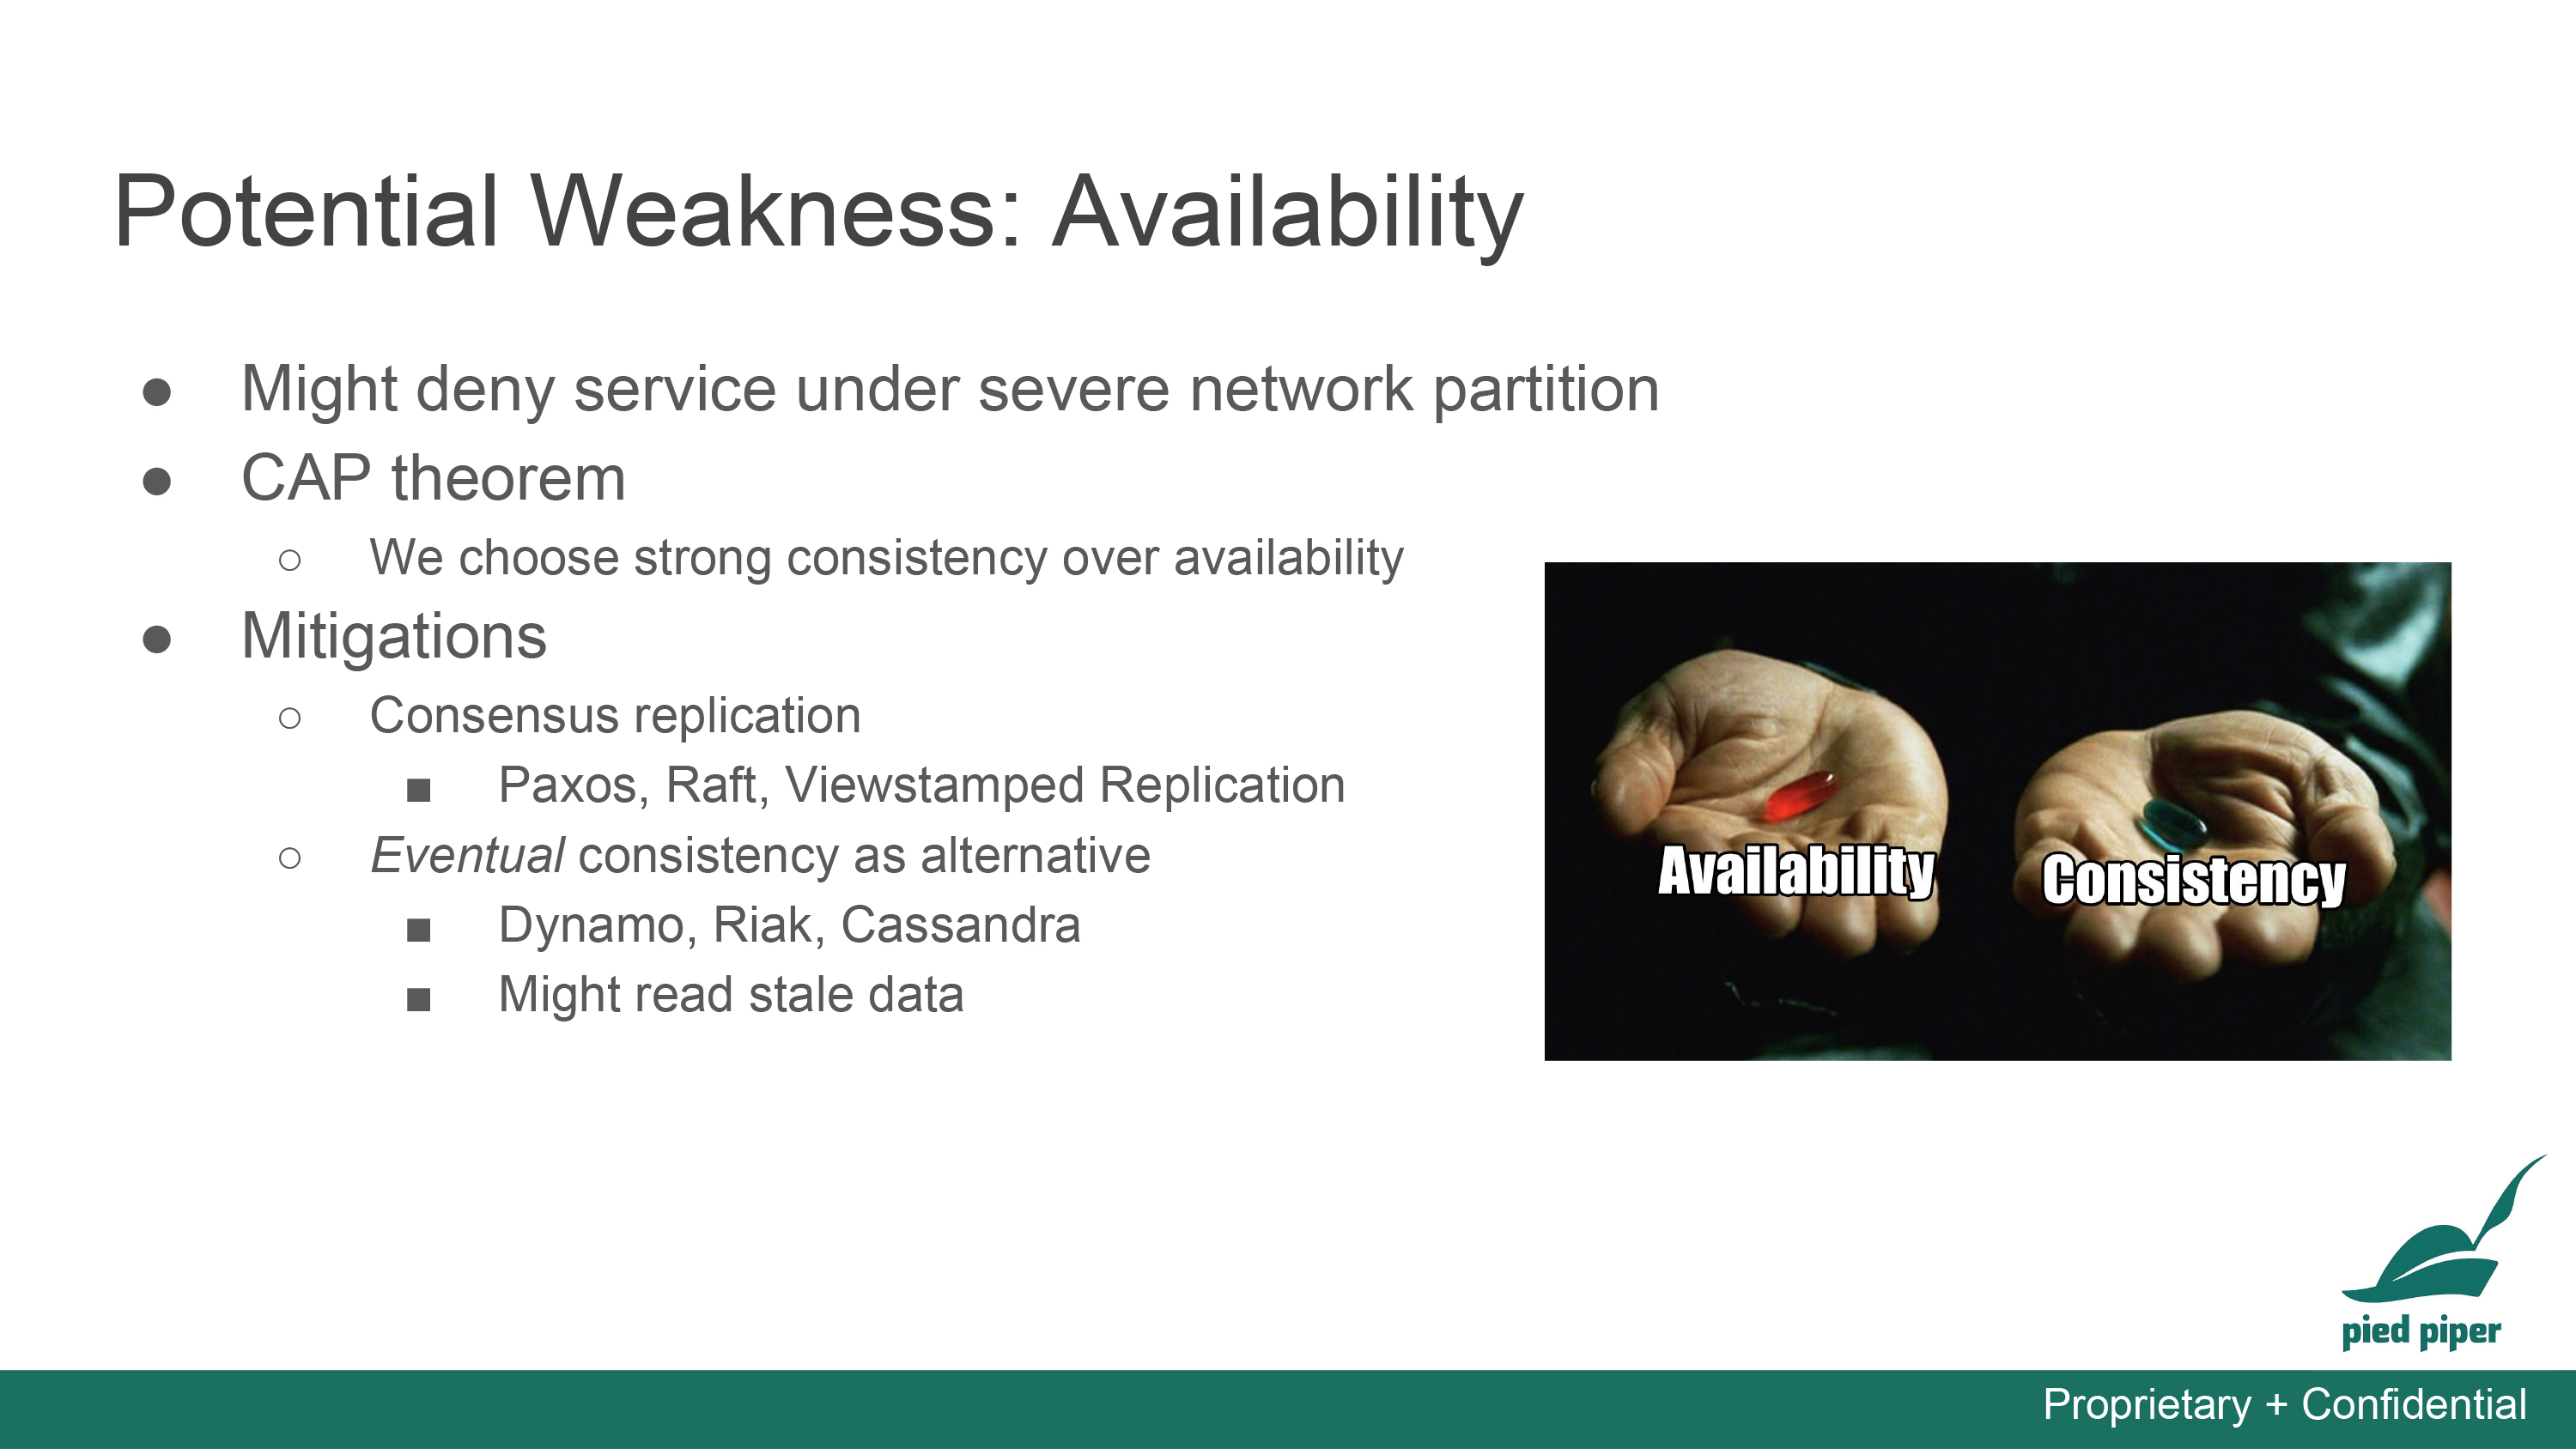 Potential Weakness: Availability
● Might deny service under severe network partition
● CAP theorem
○ We choose strong consistency over availability
● Mitigations
○ Consensus replication
■ Paxos, Raft, Viewstamped Replication
○ Eventual consistency as alternative
■ Dynamo, Riak, Cassandra
■ Might read stale data
Availability
Consistency
pied piper
Proprietary + Confidential